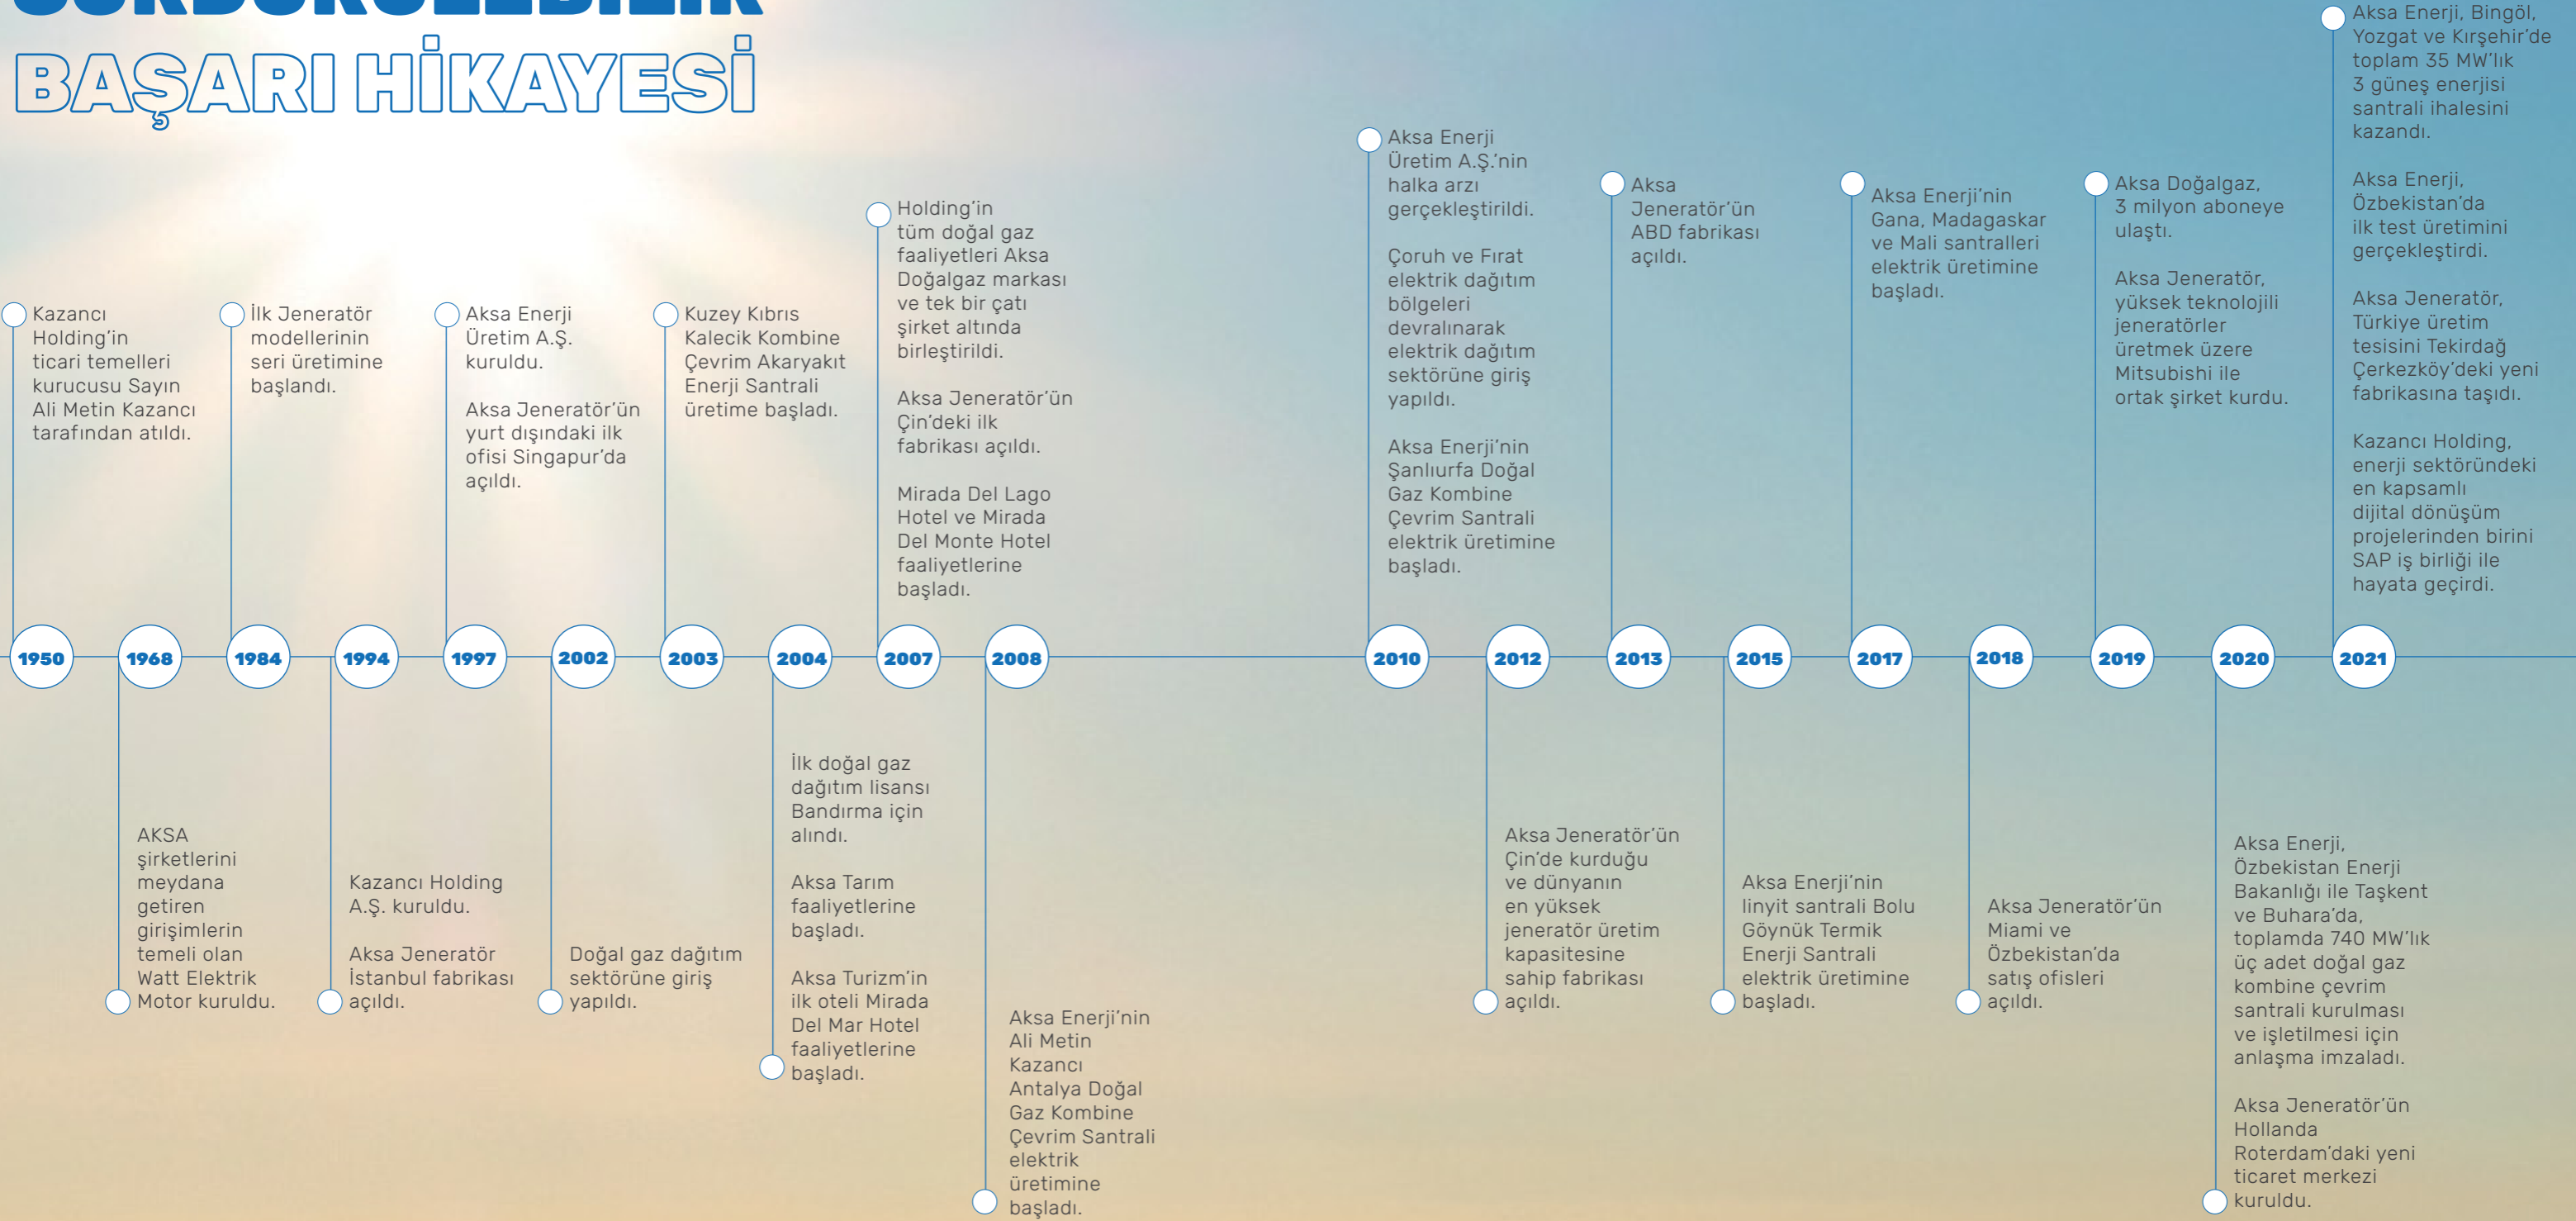 SÜRDÜRÜLEBİLİR
BAŞARI HİKAYESİ
Kazancı
Holding’in
ticari temelleri
kurucusu Sayın
Ali Metin Kazancı
tarafından atıldı.
1950
1968
AKSA
şirketlerini
meydana
getiren
girişimlerin
temeli olan
Watt Elektrik
Motor kuruldu.
İlk Jeneratör
modellerinin
seri üretimine
başlandı.
1984
1994
Kazancı Holding
A.Ş. kuruldu.
Aksa Jeneratör
İstanbul fabrikası
açıldı.
Aksa Enerji
Üretim A.Ş.
kuruldu.
Aksa Jeneratör’ün
yurt dışındaki ilk
ofisi Singapur’da
açıldı.
1997
2002
Doğal gaz dağıtım
sektörüne giriş
yapıldı.
Kuzey Kıbrıs
Kalecik Kombine
Çevrim Akaryakıt
Enerji Santrali
üretime başladı.
2003
2004
İlk doğal gaz
dağıtım lisansı
Bandırma için
alındı.
Aksa Tarım
faaliyetlerine
başladı.
Aksa Turizm’in
ilk oteli Mirada
Del Mar Hotel
faaliyetlerine
başladı.
Holding’in
tüm doğal gaz
faaliyetleri Aksa
Doğalgaz markası
ve tek bir çatı
şirket altında
birleştirildi.
Aksa Jeneratör’ün
Çin’deki ilk
fabrikası açıldı.
Mirada Del Lago
Hotel ve Mirada
Del Monte Hotel
faaliyetlerine
başladı.
2007
2008
Aksa Enerji’nin
Ali Metin
Kazancı
Antalya Doğal
Gaz Kombine
Çevrim Santrali
elektrik
üretimine
başladı.
Aksa Enerji
Üretim A.Ş.’nin
halka arzı
gerçekleştirildi.
Çoruh ve Fırat
elektrik dağıtım
bölgeleri
devralınarak
elektrik dağıtım
sektörüne giriş
yapıldı.
Aksa Enerji’nin
Şanlıurfa Doğal
Gaz Kombine
Çevrim Santrali
elektrik üretimine
başladı.
2010
2012
Aksa Jeneratör’ün
Çin’de kurduğu
ve dünyanın
en yüksek
jeneratör üretim
kapasitesine
sahip fabrikası
açıldı.
Aksa
Jeneratör’ün
ABD fabrikası
açıldı.
2013
2015
Aksa Enerji’nin
linyit santrali Bolu
Göynük Termik
Enerji Santrali
elektrik üretimine
başladı.
Aksa Enerji’nin
Gana, Madagaskar
ve Mali santralleri
elektrik üretimine
başladı.
2017
2018
Aksa Jeneratör’ün
Miami ve
Özbekistan’da
satış ofisleri
açıldı.
Aksa Doğalgaz,
3 milyon aboneye
ulaştı.
Aksa Jeneratör,
yüksek teknolojili
jeneratörler
üretmek üzere
Mitsubishi ile
ortak şirket kurdu.
2019
2020
Aksa Enerji,
Özbekistan Enerji
Bakanlığı ile Taşkent
ve Buhara’da,
toplamda 740 MW’lık
üç adet doğal gaz
kombine çevrim
santrali kurulması
ve işletilmesi için
anlaşma imzaladı.
Aksa Jeneratör’ün
Hollanda
Roterdam’daki yeni
ticaret merkezi
kuruldu.
Aksa Enerji, Bingöl,
Yozgat ve Kırşehir’de
toplam 35 MW’lık
3 güneş enerjisi
santrali ihalesini
kazandı.
Aksa Enerji,
Özbekistan’da
ilk test üretimini
gerçekleştirdi.
Aksa Jeneratör,
Türkiye üretim
tesisini Tekirdağ
Çerkezköy’deki yeni
fabrikasına taşıdı.
Kazancı Holding,
enerji sektöründeki
en kapsamlı
dijital dönüşüm
projelerinden birini
SAP iş birliği ile
hayata geçirdi.
2021